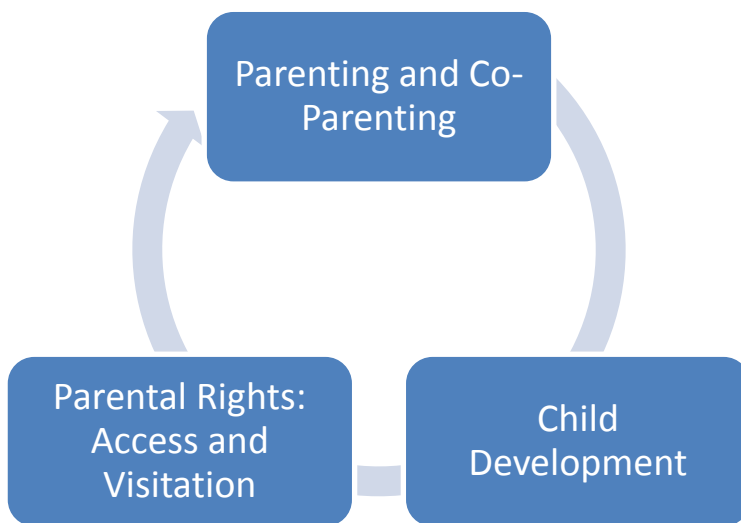 Parenting and Co-
Parenting
Parental Rights:
Access and
Visitation
Child
Development